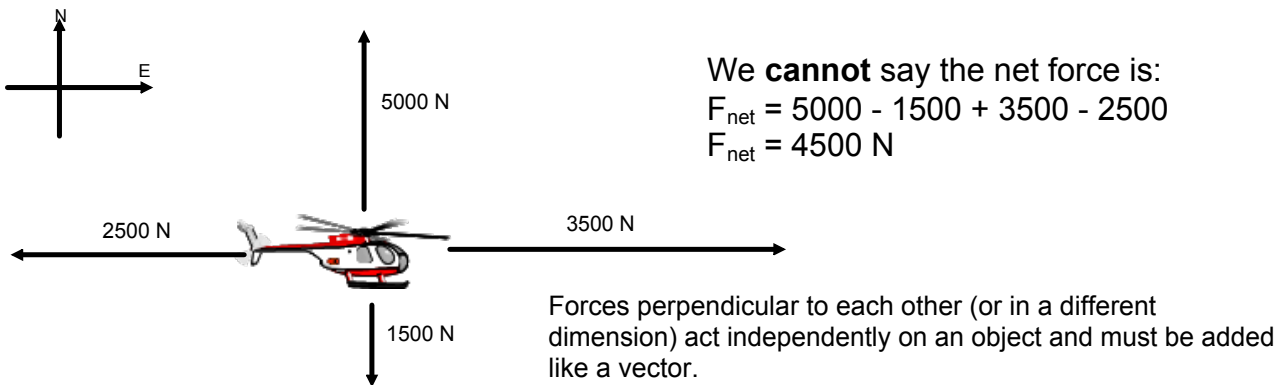 N
E
5000 N
We cannot say the net force is:
Fnet = 5000 - 1500 + 3500 - 2500
Fnet = 4500 N
2500 N
3500 N
1500 N
Forces perpendicular to each other (or in a different
dimension) act independently on an object and must be added
like a vector.